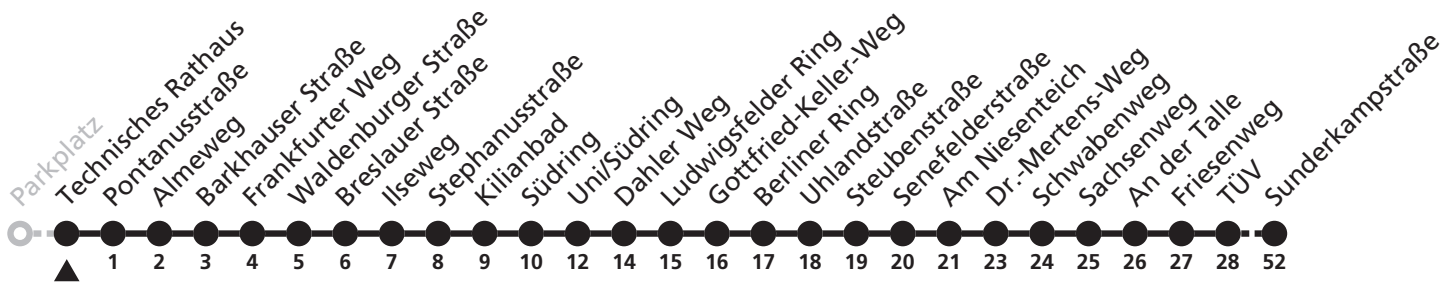 Parkplatz
Technisches Rathaus
Pontanusstraße
Almeweg
Barkhauser Straße
Frankfurter Weg
Waldenburger Straße
Breslauer Straße
Ilseweg
Stephanusstraße
Kilianbad
Südring
Uni/Südring
Dahler Weg
Ludwigsfelder Ring
Gottfried-Keller-Weg
Berliner Ring
Uhlandstraße
Steubenstraße
Senefelderstraße
Am Niesenteich
Dr.-Mertens-Weg
Schwabenweg
Sachsenweg
An der Talle
Friesenweg
TÜV
Sunderkampstraße
1 2 3 4 5 6 7 8 9 10 12 14 15 16 17 18 19 20 21 23 24 25 26 27 28 52